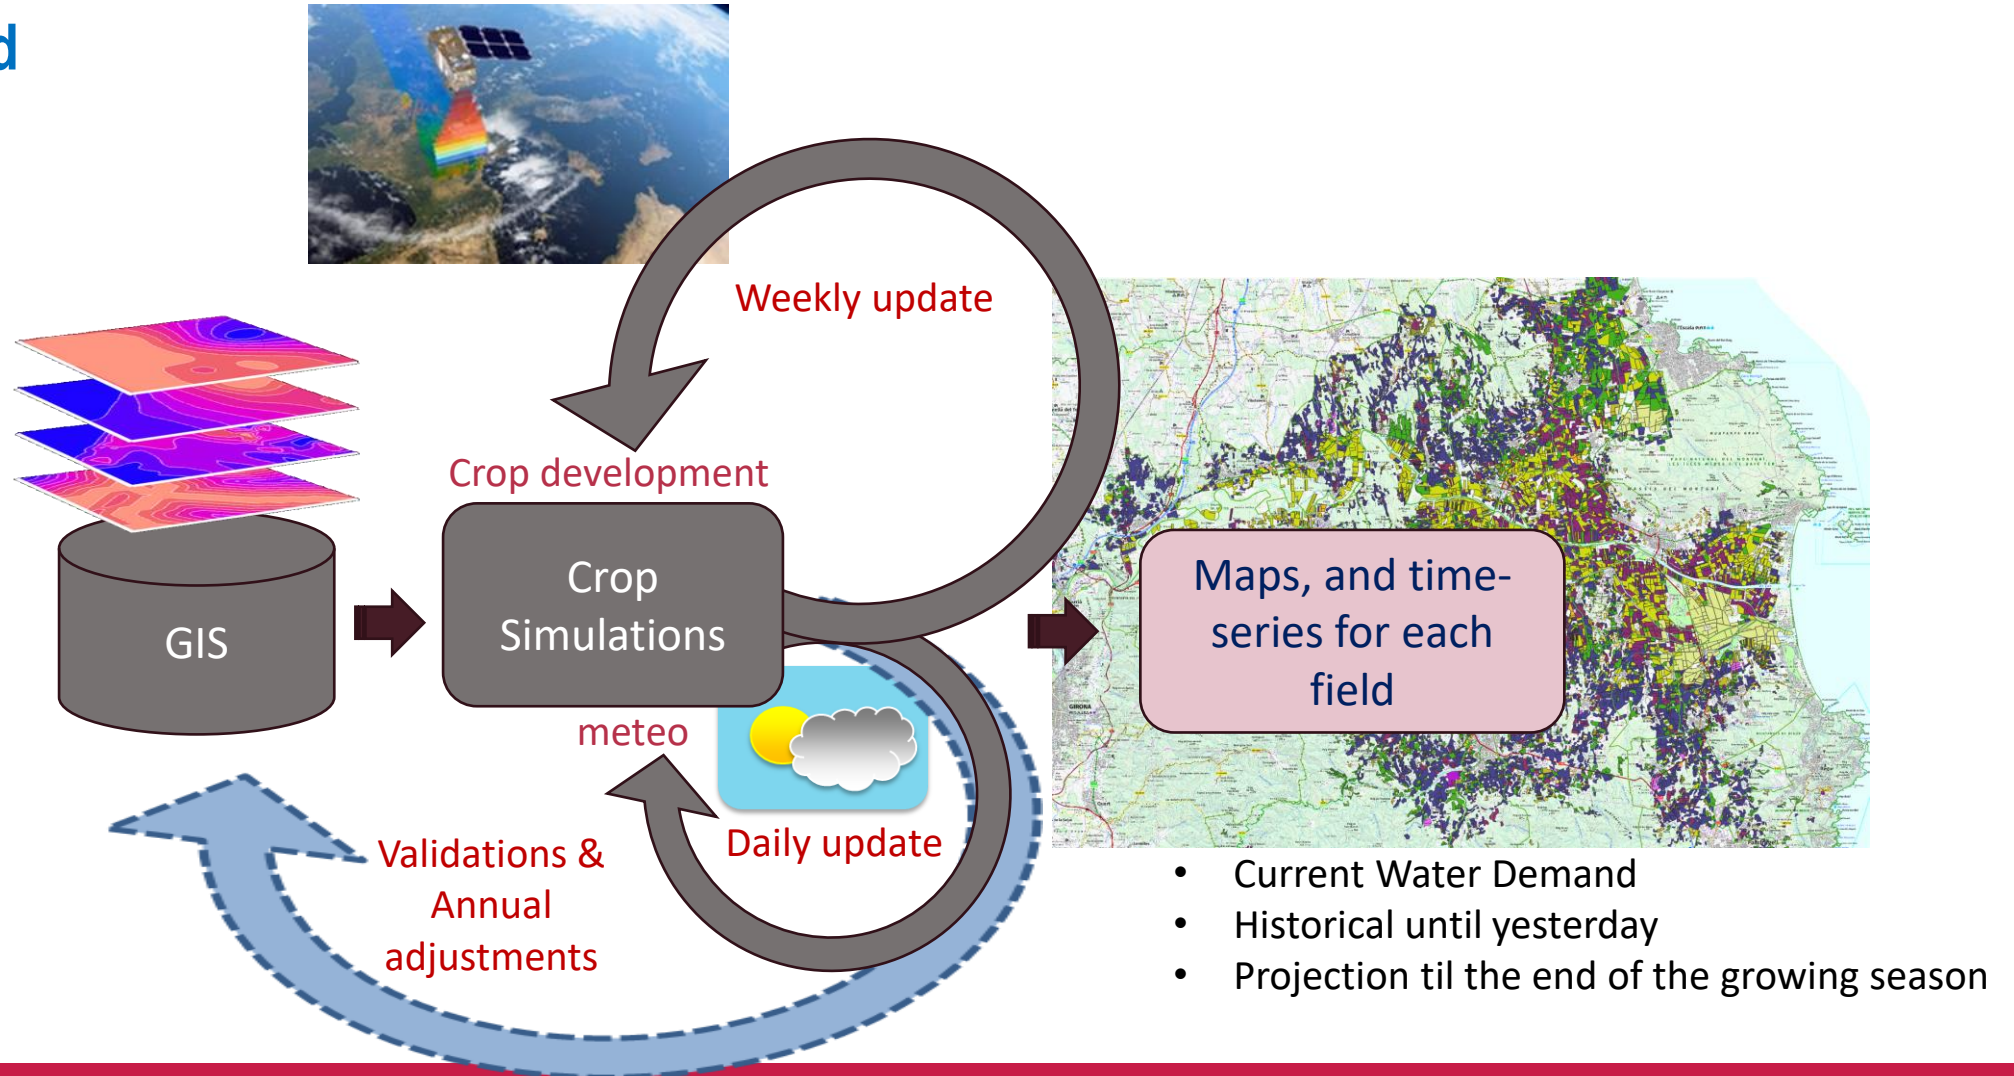 d
Weekly update
Crop development
GIS
Crop
Simulations
meteo
Daily update
Validations &
Annual
adjustments
Maps, and time-
series for each
field
GIRONA
• Current Water Demand
• Historical until yesterday
• Projection til the end of the growing season